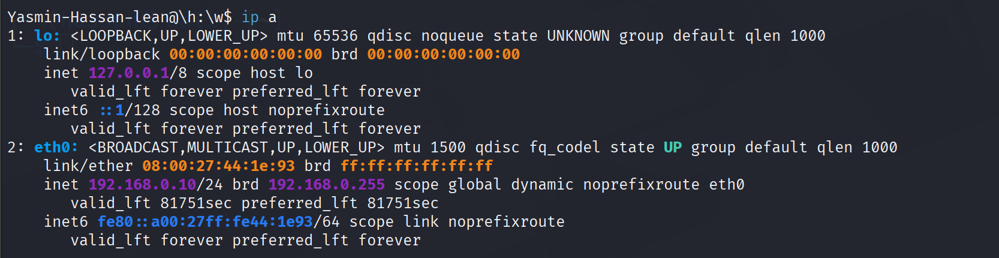 Yasmin-Hassan-lean@\h:\w$ ip a
1: lo: <LOOPBACK,UP,LOWER_UP> mtu 65536 qdisc noqueue state UNKNOWN group default qlen 1000
link/loopback 00:00:00:00:00:00 brd 00:00:00:00:00:00
inet 127.0.0.1/8 scope host lo
valid_lft forever preferred_lft forever
inet6 ::1/128 scope host noprefixroute
valid_lft forever preferred_lft forever
2: eth0: <BROADCAST,MULTICAST,UP,LOWER_UP> mtu 1500 qdisc fq_codel state UP group default qlen 1000
link/ether 08:00:27:44:1e:93 brd ff:ff:ff:ff:ff:ff
inet 192.168.0.10/24 brd 192.168.0.255 scope global dynamic noprefixroute eth0
valid_lft 81751sec preferred_lft 81751sec
inet6 fe80::a00:27ff:fe44:1e93/64 scope link noprefixroute
valid_lft forever preferred_lft forever